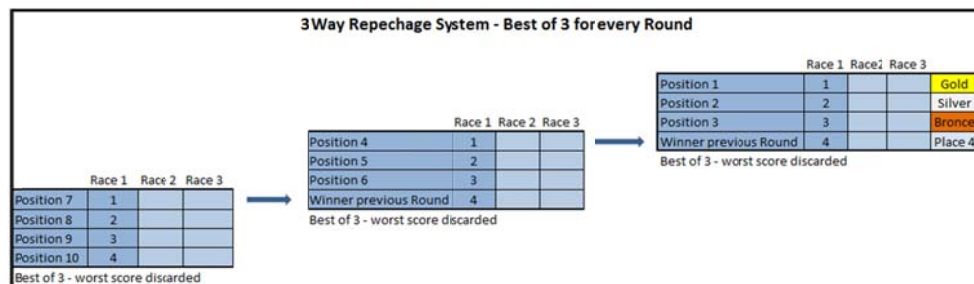 3Way Repechage System - Best of 3 for every Round
Race 1 Race2 Race 3
Position 1 1 Gold
Position 2 2 Silver
Position 3 3 Bronce
Winner previous Round 4 Place 4
Best of 3 - worst score discarded
Race 1 Race 2 Race 3
Position 4 1
Position 5 2
Position 6 3
Winner previous Round 4
Best of 3 - worst score discarded
Race 1 Race 2 Race 3
Position 7 1
Position 8 2
Position 9 3
Position 10 4
Best of 3 - worst score discarded